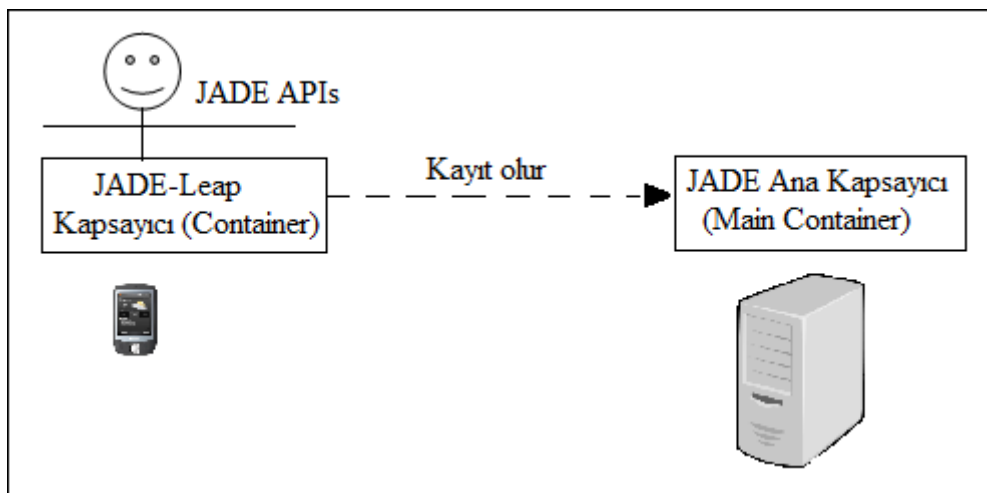 JADE APIs
JADE-Leap
Kapsayıcı (Container)
Kayıt olur
JADE Ana Kapsayıcı
(Main Container)